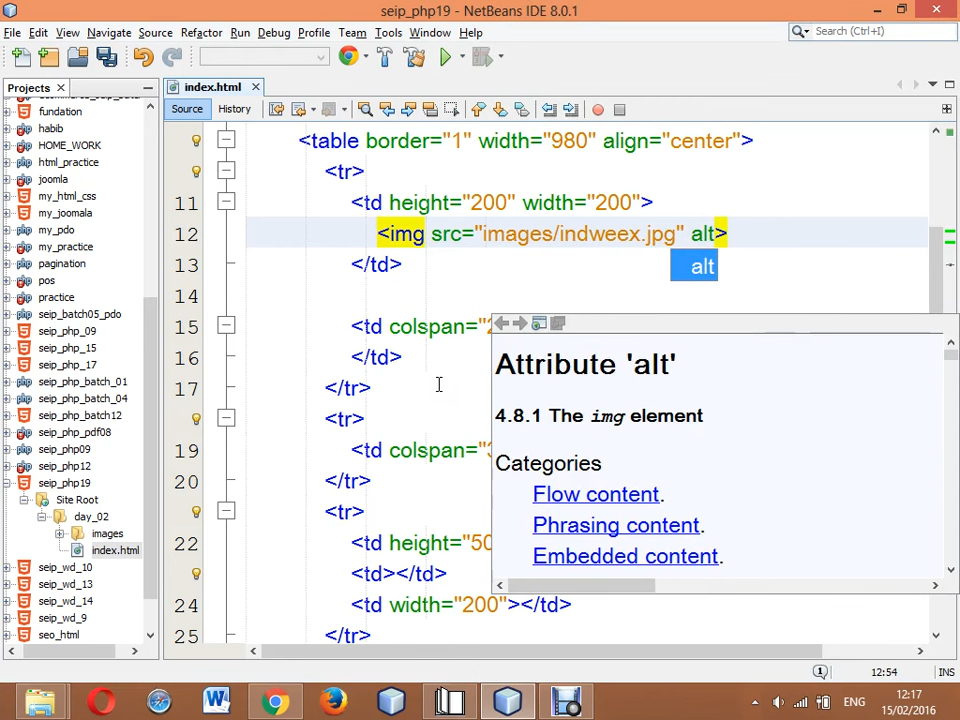 seip_php19 - NetBeans IDE 8.0.1
File Edit View Navigate Source Refactor Run Debug Profile Team Tools Window Help
Search (Ctrl+I)
Projects
index.html
Source History
fundation
habib
HOME_WORK
html_practice
joomla
my_html_css
my_joomala
my_pdo
my_practice
pagination
pos
practice
seip_batch05_pdo
seip_php_09
seip_php_15
seip_php_17
seip_php_batch_01
seip_php_batch_04
seip_php_batch12
seip_php_pdf08
seip_php09
seip_php12
seip_php19
Site Root
day_02
images
index.html
seip_wd_10
seip_wd_13
seip_wd_14
seip_wd_9
seo_html
<table border="1" width="980" align="center">
<tr>
11 <td height="200" width="200">
12 <img src="images/indweex.jpg" alt>
13 </td>
alt
14
15 <td colspan="2
16 </td>
17 </tr>
<tr>
19 <td colspan="3
20 </tr>
<tr>
22 <td height="50
<td></td>
24 <td width="200"></td>
25 </tr>
Attribute 'alt'
4.8.1 The img element
Categories
Flow content.
Phrasing content.
Embedded content.
1 12:54 INS
ENG
12:17
15/02/2016